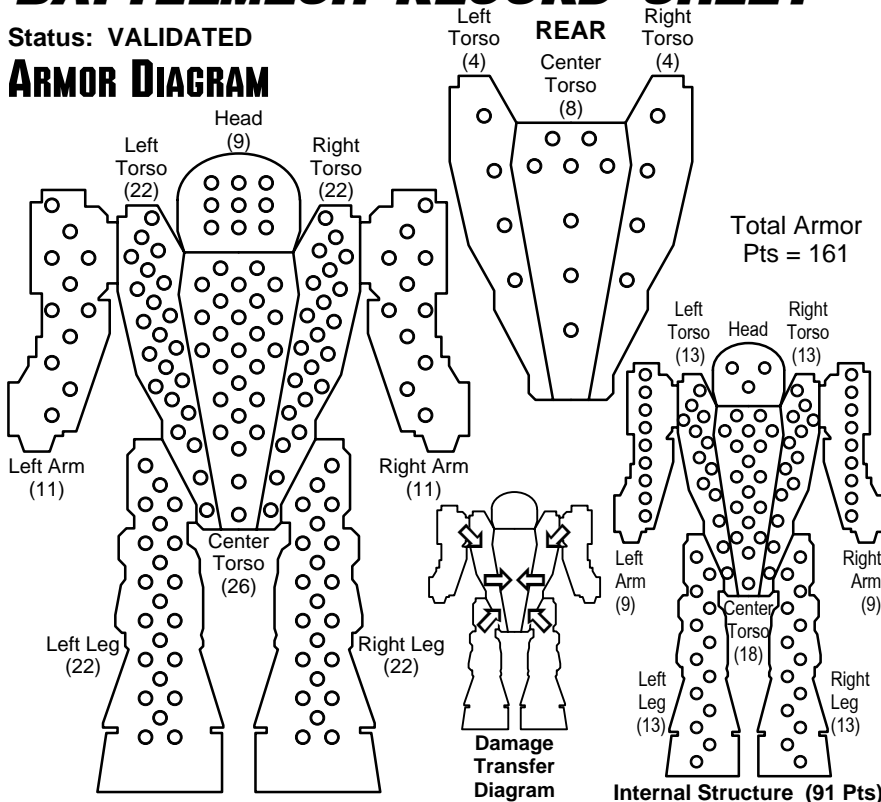 BATTLEMECH RECORD SHEET
Status: VALIDATED
ARMOR DIAGRAM
Left
Torso
(4)
REAR
Center
Torso
(8)
Right
Torso
(4)
Head
(9)
Left
Torso
(22)
Right
Torso
(22)
Left Arm
(11)
Right Arm
(11)
Center
Torso
(26)
Left Leg
(22)
Right Leg
(22)
Total Armor
Pts = 161
Left
Torso
(13)
Head
Right
Torso
(13)
Left
Arm
(9)
Right
Arm
(9)
Center
Torso
(18)
Left
Leg
(13)
Right
Leg
(13)
Damage
Transfer
Diagram
Internal Structure (91 Pts)